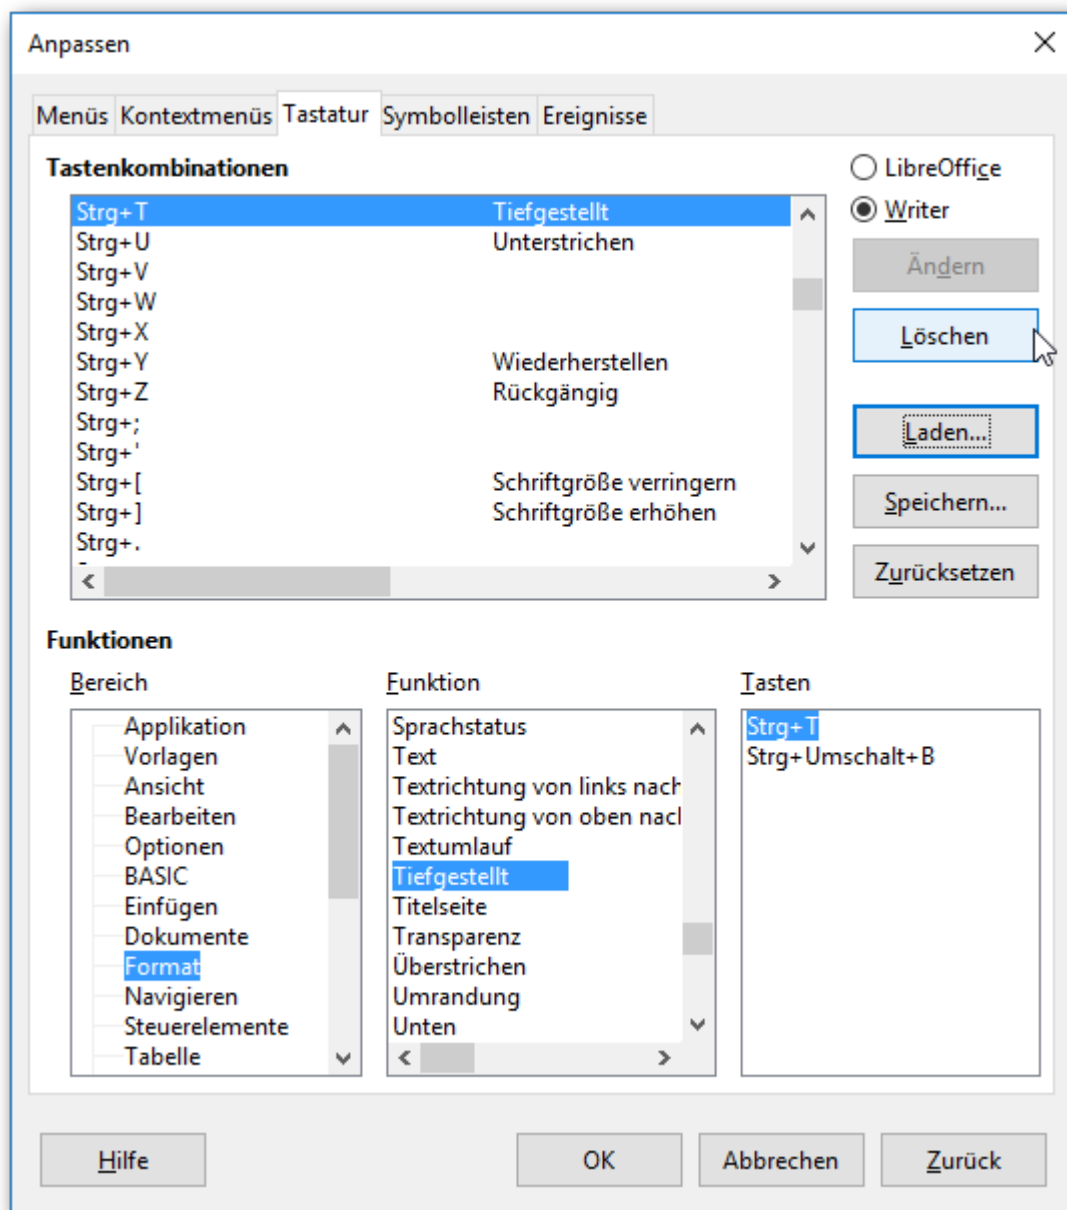 Anpassen
Menüs Kontextmenüs Tastatur Symbolleisten Ereignisse
Tastenkombinationen
Strg+T Tiefgestellt
Strg+U Unterstrichen
Strg+V
Strg+W
Strg+X
Strg+Y Wiederherstellen
Strg+Z Rückgängig
Strg+;
Strg+'
Strg+[ Schriftgröße verringern
Strg+] Schriftgröße erhöhen
Strg+.
LibreOffice
Writer
Ändern
Löschen
Laden...
Speichern...
Zurücksetzen
Funktionen
Bereich
Applikation
Vorlagen
Ansicht
Bearbeiten
Optionen
BASIC
Einfügen
Dokumente
Format
Navigieren
Steuerelemente
Tabelle
Funktion
Sprachstatus
Text
Textrichtung von links nach
Textrichtung von oben nacl
Textumlauf
Tiefgestellt
Titelseite
Transparenz
Überstrichen
Umrandung
Unten
Tasten
Strg+T
Strg+Umschalt+B
Hilfe OK Abbrechen Zurück